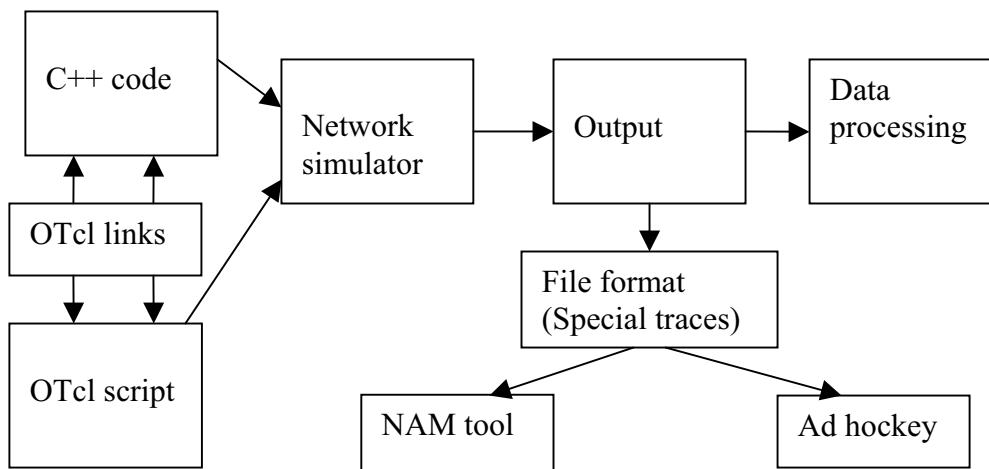 C++ code
Network
simulator
Output
Data
processing
OTcl links
File format
(Special traces)
OTcl script
NAM tool
Ad hockey